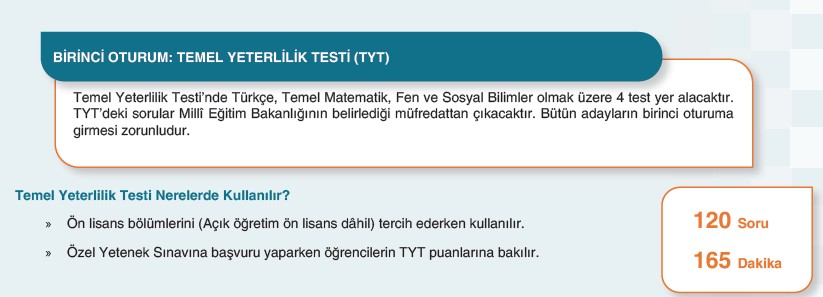 BİRİNCİ OTURUM: TEMEL YETERLİLİK TESTİ (TYT)
Temel Yeterlilik Testi'nde Türkçe, Temel Matematik, Fen ve Sosyal Bilimler olmak üzere 4 test yer alacaktır.
TYT'deki sorular Millî Eğitim Bakanlığının belirlediği müfredattan çıkacaktır. Bütün adayların birinci oturuma
girmesi zorunludur.
Temel Yeterlilik Testi Nerelerde Kullanılır?
» Ön lisans bölümlerini (Açık öğretim ön lisans dâhil) tercih ederken kullanılır.
» Özel Yetenek Sınavına başvuru yaparken öğrencilerin TYT puanlarına bakılır.
120 Soru
165 Dakika